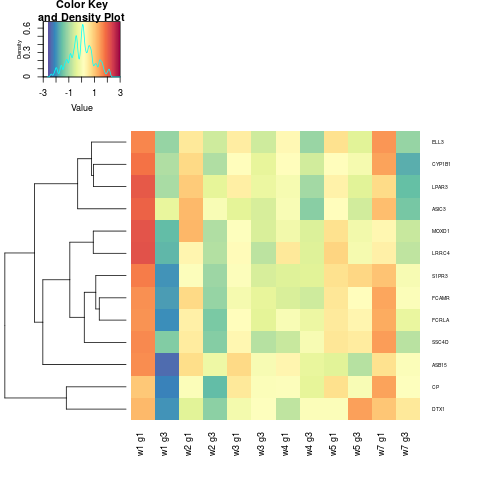 Color Key
and Density Plot
Density
0 0.3 0.6
-3 -1 1 3
Value
ELL3
CYP1B1
LPAR3
ASIC3
MOXD1
LRRC4
S1PR3
FCAMR
FCRLA
SSC4D
ASB15
CP
DTX1
w1 g1 w1 g3 w2 g1 w2 g3 w3 g1 w3 g3 w4 g1 w4 g3 w5 g1 w5 g3 w7 g1 w7 g3